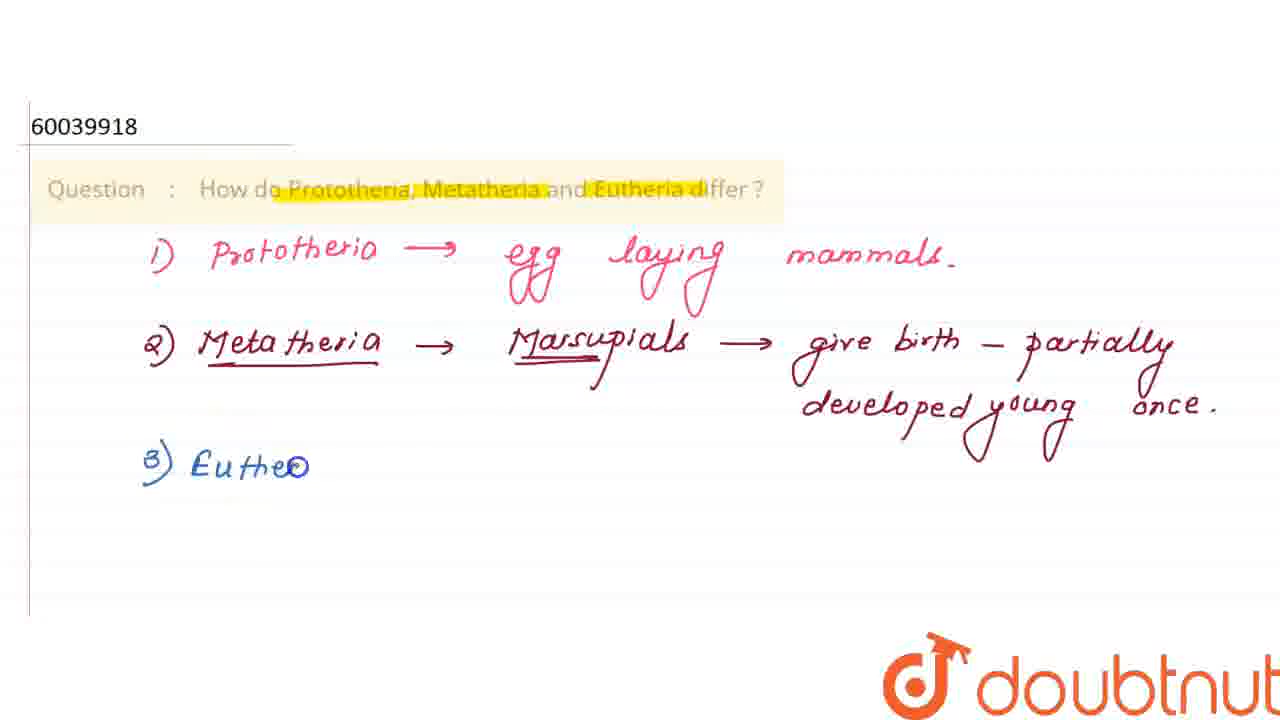 60039918
Question : How do Prototheria, Metatheria and Eutheria differ ?
1) Prototheria → egg laying mammals.
2) Metatheria → Marsupials → give birth - partially
developed young once.
3) Euthe
doubtnut